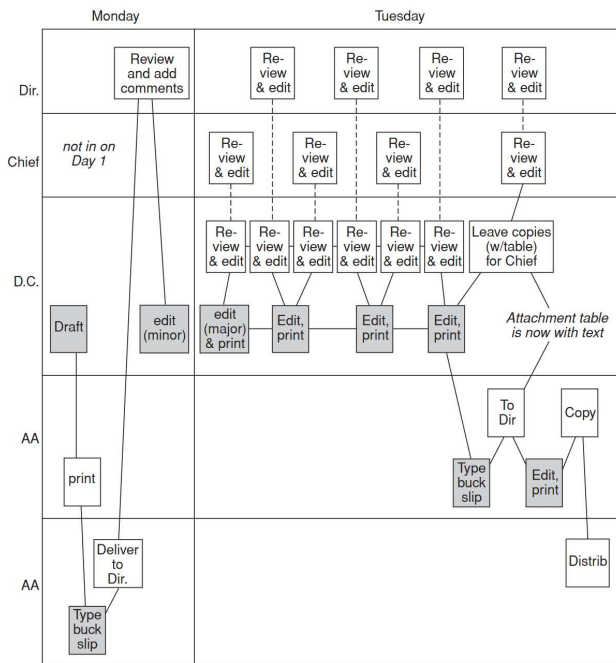 Monday
Tuesday
Dir.
Review
and add
comments
Re-
view
& edit
Re-
view
& edit
Re-
view
& edit
Re-
view
& edit
Chief
not in on
Day 1
Re-
view
& edit
Re-
view
& edit
Re-
view
& edit
Re-
view
& edit
D.C.
Re-
view
& edit
Re-
view
& edit
Re-
view
& edit
Re-
view
& edit
Re-
view
& edit
Re-
view
& edit
Leave copies
(w/table)
for Chief
Draft
edit
(minor)
edit
(major)
& print
Edit,
print
Edit,
print
Edit,
print
Attachment table
is now with text
AA
print
To
Dir
Copy
Type
buck
slip
Edit,
print
AA
Deliver
to
Dir.
Distrib
Type
buck
slip